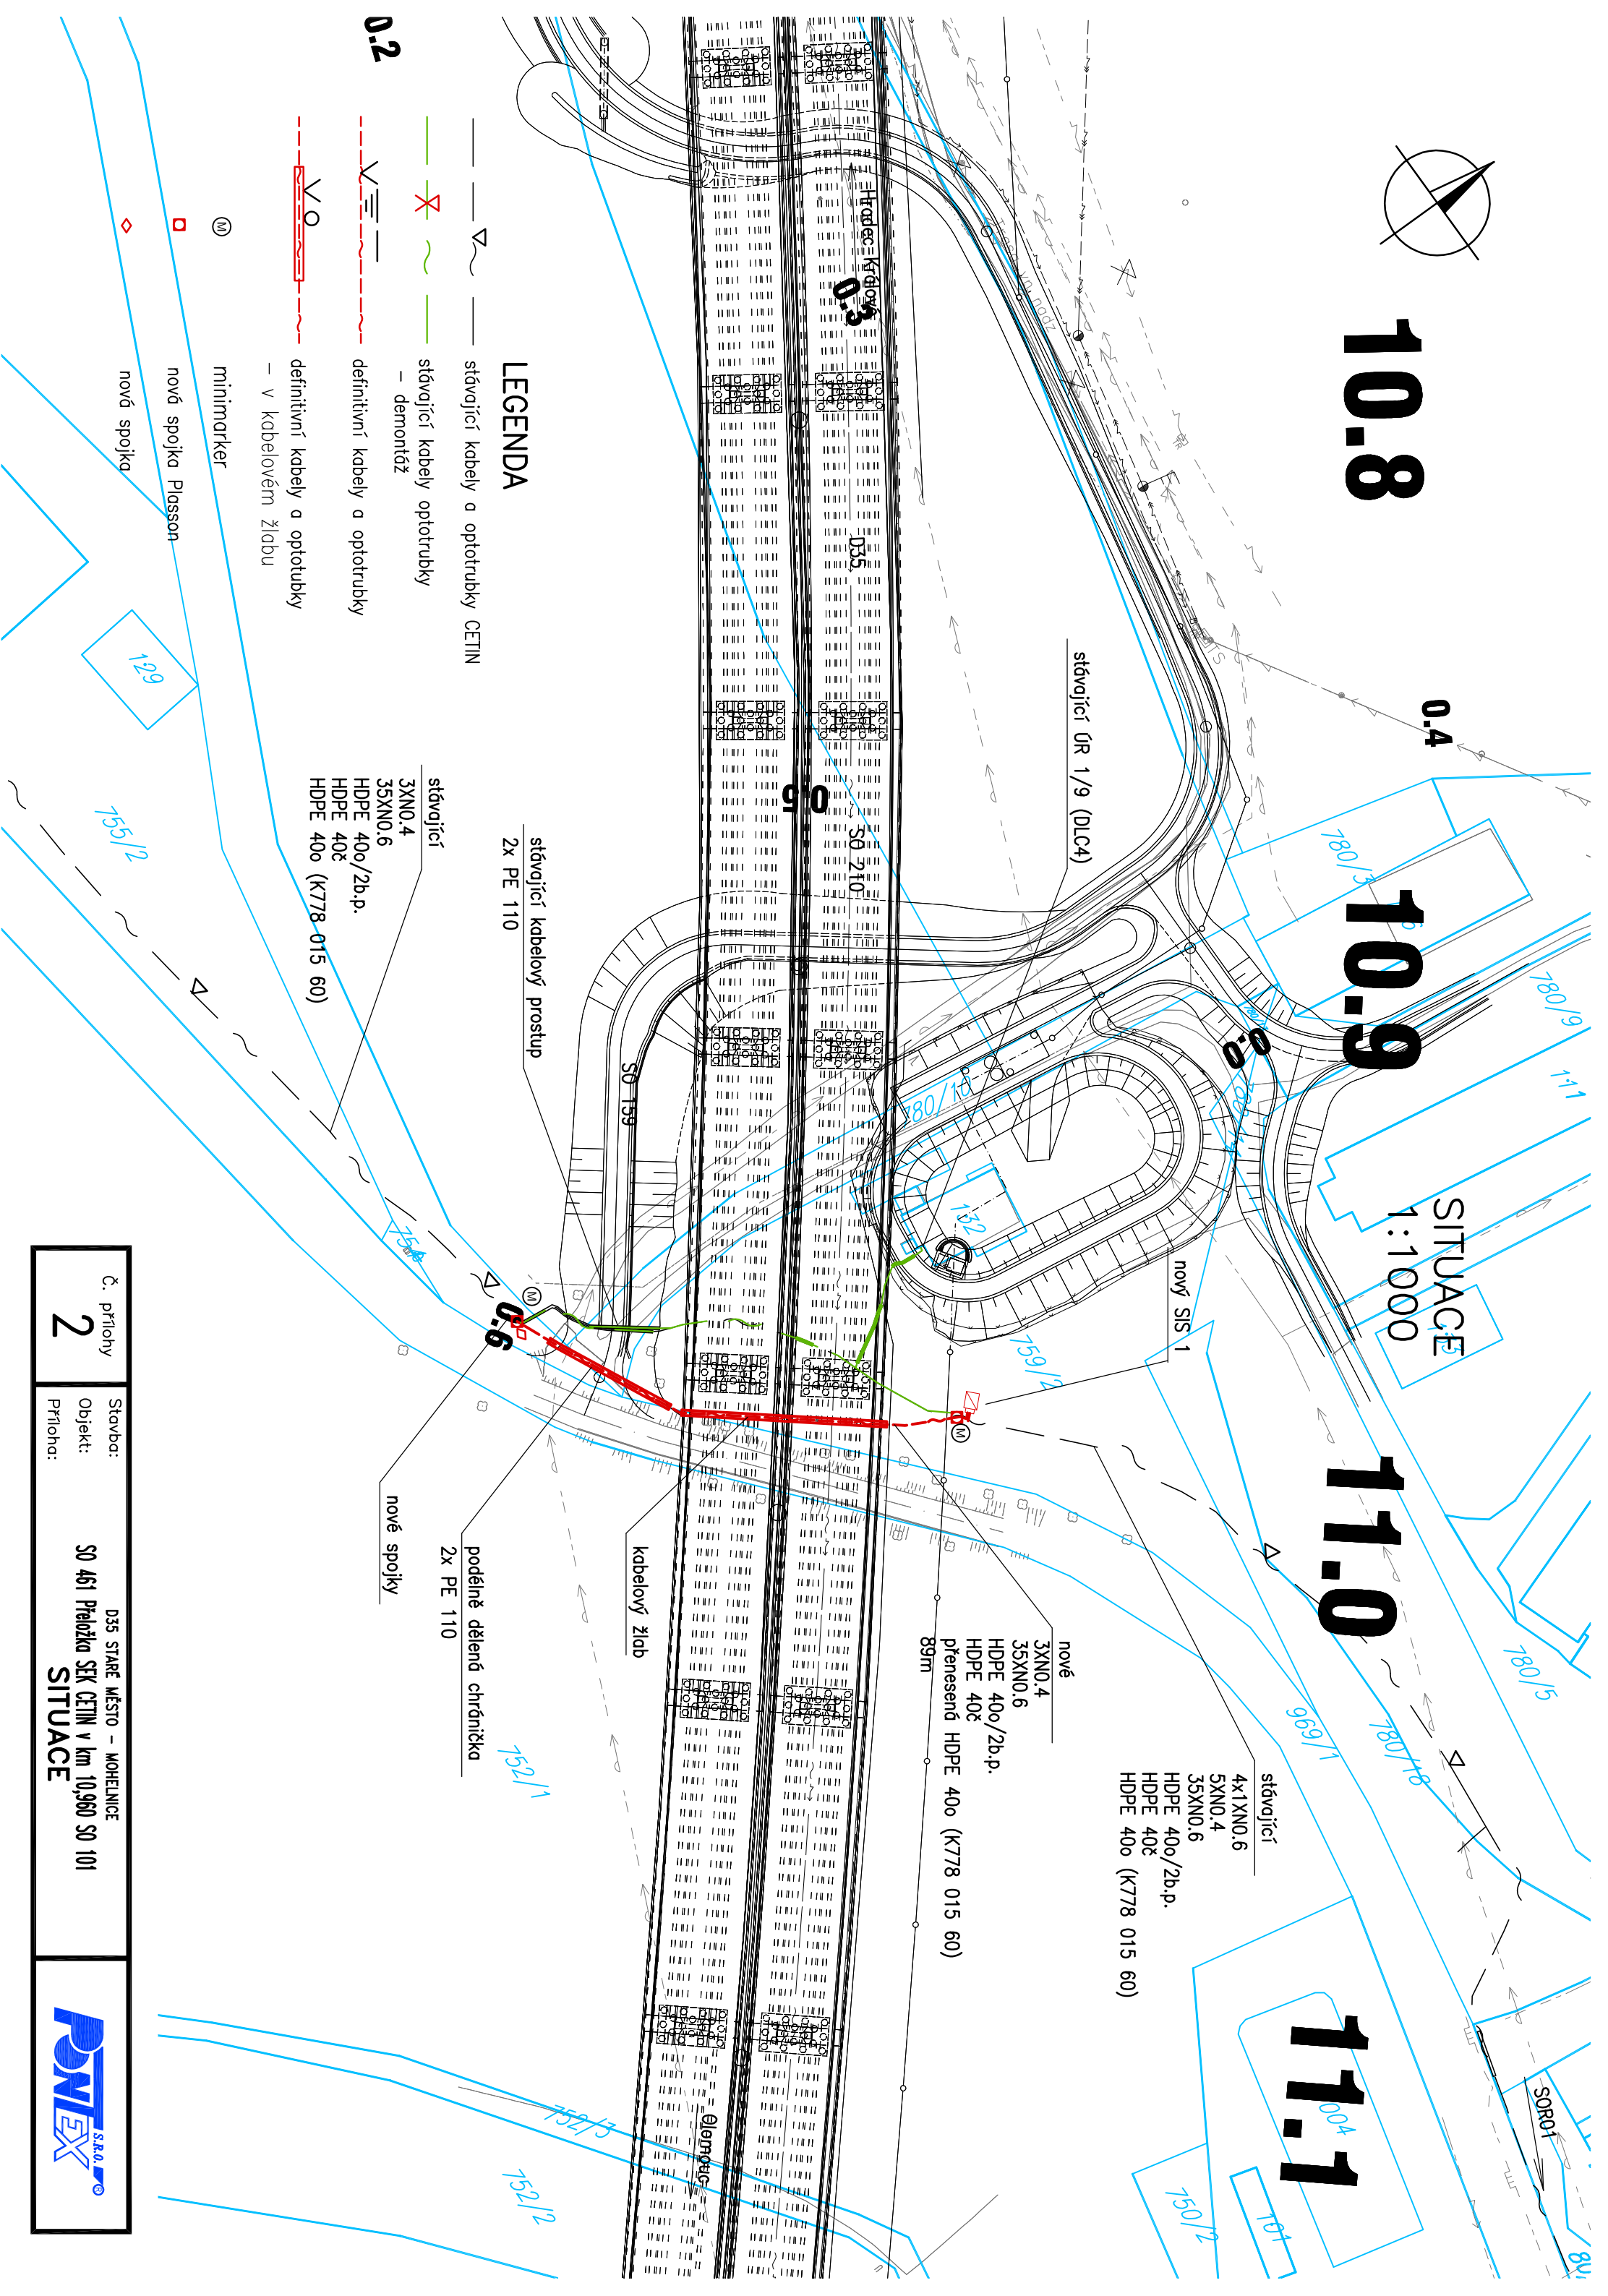 SITUACE
1:1000
10.8
10.9
11.0
11.1
0.2
0.3
0.4
0.5
0.6
0.0
Hradec Králové
D35
SO 210
SO 159
Olomouc
SOR01
stávající ÚR 1/9 (DLC4)
nový SIS 1
stávající
3XN0.4
35XN0.6
HDPE 40o/2b.p.
HDPE 40č
HDPE 40o (K778 015 60)
stávající kabelový prostup
2x PE 110
nové
3XN0.4
35XN0.6
HDPE 40o/2b.p.
HDPE 40č
přenesená HDPE 40o (K778 015 60)
89m
stávající
4x1XN0.6
5XN0.4
35XN0.6
HDPE 40o/2b.p.
HDPE 40č
HDPE 40o (K778 015 60)
kabelový žlab
podélně dělená chránička
2x PE 110
nové spojky
M
M
129
755/2
780/3
780/9
111
780/10
132
759/2
780/5
780/18
969/1
752/1
752/3
752/2
750/2
101
LEGENDA
stávající kabely a optotrubky CETIN
stávající kabely optotrubky
– demontáž
definitivní kabely a optotrubky
definitivní kabely a optotubky
– v kabelovém žlabu
M minimarker
nová spojka Plasson
nová spojka
Č. přílohy
2
Stavba: D35 STARÉ MĚSTO – MOHELNICE
Objekt: SO 461 Přeložka SEK CETIN v km 10,960 SO 101
Příloha: SITUACE
PONTEX S.R.O. ®